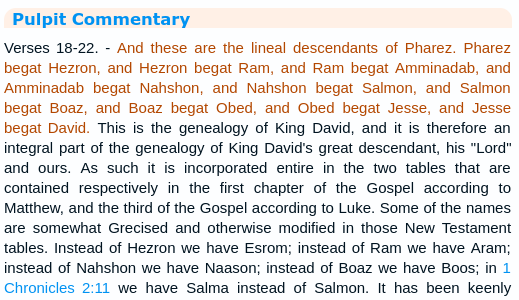 Pulpit Commentary
Verses 18-22. - And these are the lineal descendants of Pharez. Pharez
begat Hezron, and Hezron begat Ram, and Ram begat Amminadab, and
Amminadab begat Nahshon, and Nahshon begat Salmon, and Salmon
begat Boaz, and Boaz begat Obed, and Obed begat Jesse, and Jesse
begat David. This is the genealogy of King David, and it is therefore an
integral part of the genealogy of King David's great descendant, his "Lord"
and ours. As such it is incorporated entire in the two tables that are
contained respectively in the first chapter of the Gospel according to
Matthew, and the third of the Gospel according to Luke. Some of the names
are somewhat Grecised and otherwise modified in those New Testament
tables. Instead of Hezron we have Esrom; instead of Ram we have Aram;
instead of Nahshon we have Naason; instead of Boaz we have Boos; in 1
Chronicles 2:11 we have Salma instead of Salmon. It has been keenly